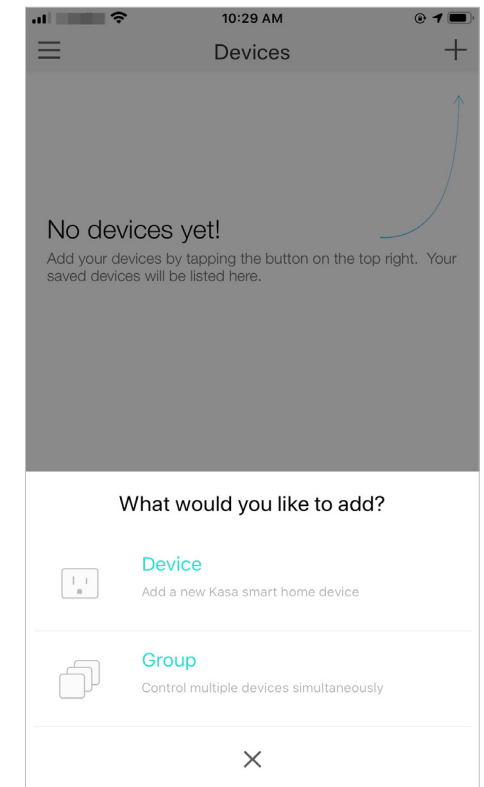 10:29 AM
Devices
No devices yet!
Add your devices by tapping the button on the top right. Your
saved devices will be listed here.
What would you like to add?
Device
Add a new Kasa smart home device
Group
Control multiple devices simultaneously